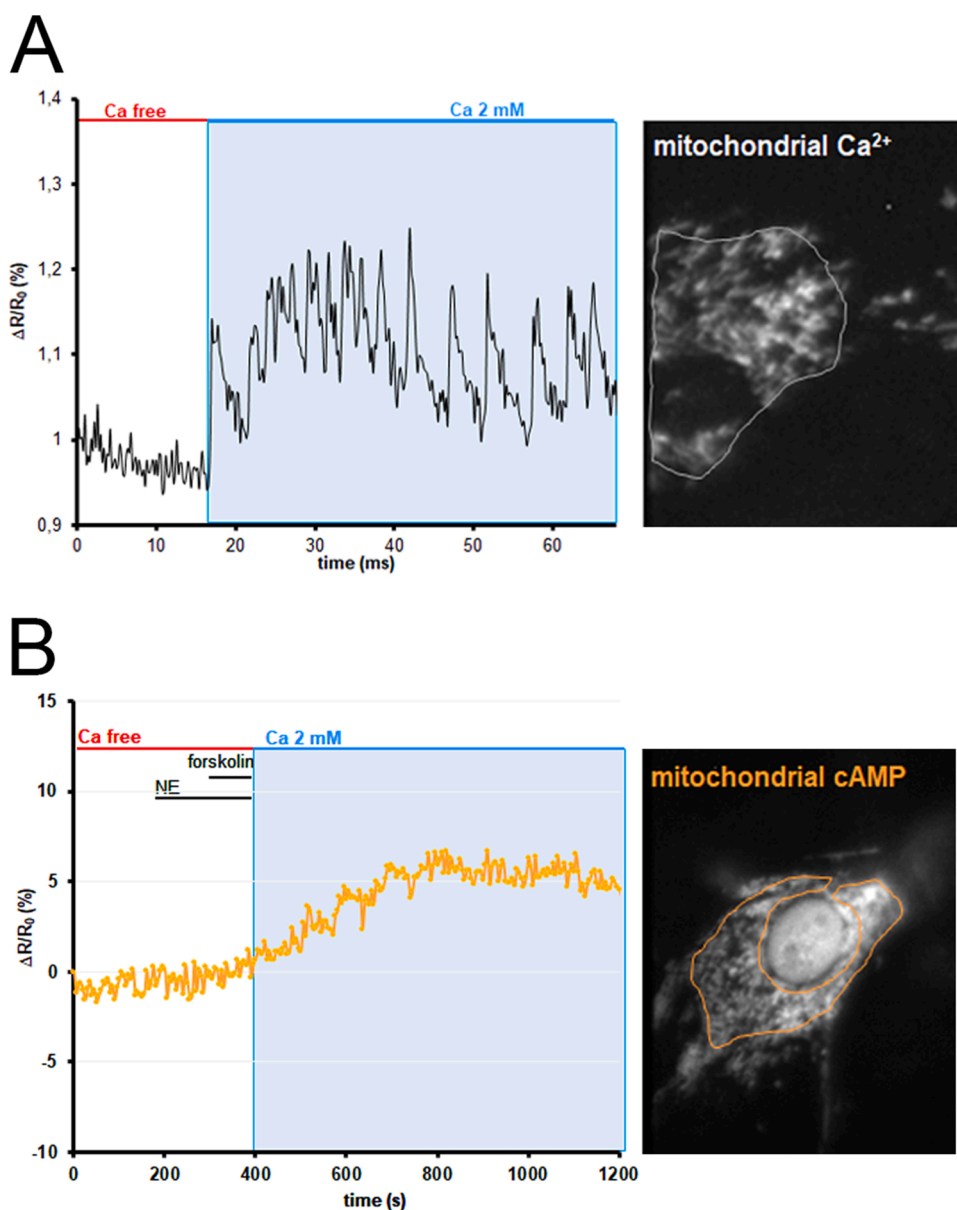 A
1,4
1,3
1,2
1,1
1
0,9
ΔR/R₀ (%)
Ca free
Ca 2 mM
0 10 20 30 40 50 60
time (ms)
mitochondrial Ca²⁺
B
15
10
5
0
-5
-10
ΔR/R₀ (%)
Ca free
Ca 2 mM
forskolin
NE
0 200 400 600 800 1000 1200
time (s)
mitochondrial cAMP